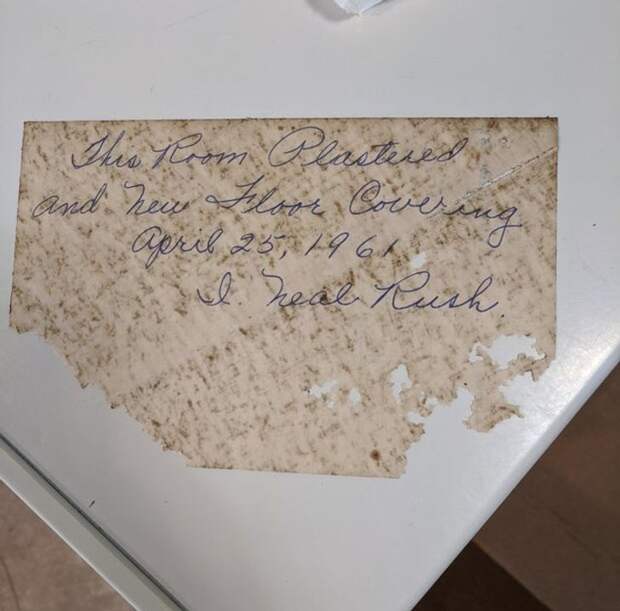 This Room Plastered
and New Floor Covering
April 25, 1961
I. Neal Rush.